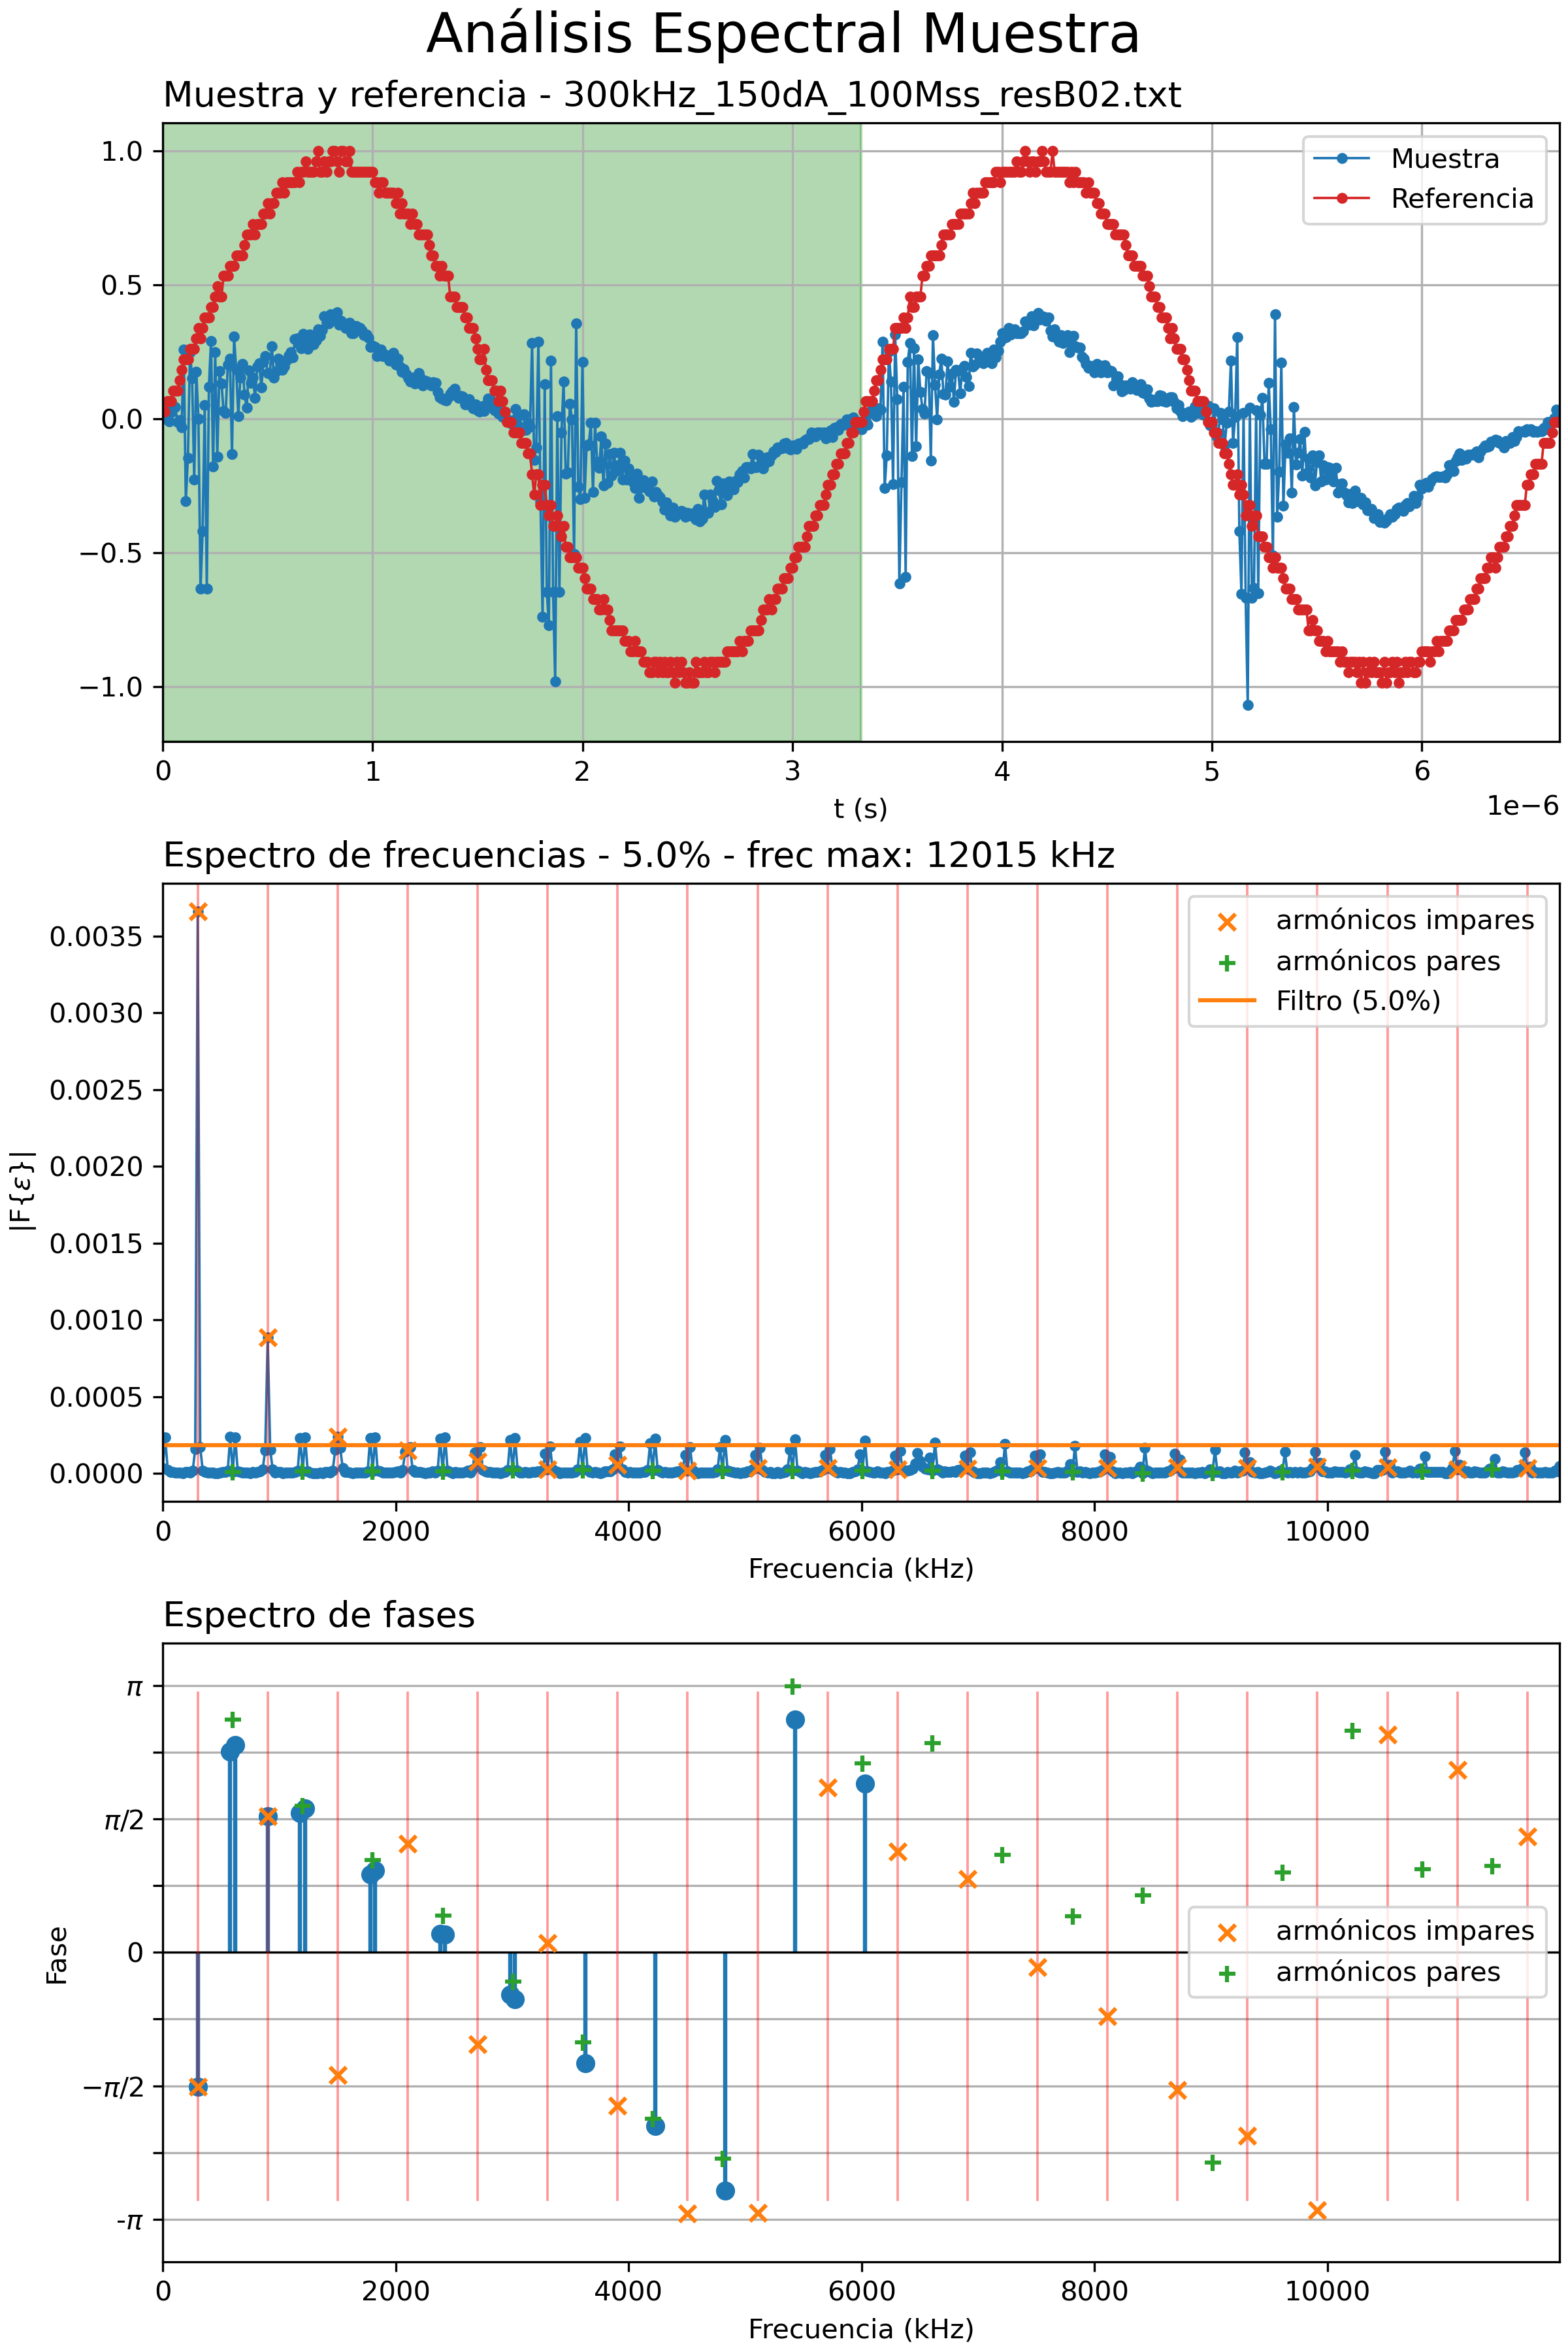 Análisis Espectral Muestra
Muestra y referencia - 300kHz_150dA_100Mss_resB02.txt
1.0
0.5
0.0
−0.5
−1.0
Muestra
Referencia
0 1 2 3 4 5 6
t (s)
1e−6
Espectro de frecuencias - 5.0% - frec max: 12015 kHz
|F{ε}|
0.0035
0.0030
0.0025
0.0020
0.0015
0.0010
0.0005
0.0000
armónicos impares
armónicos pares
Filtro (5.0%)
0 2000 4000 6000 8000 10000
Frecuencia (kHz)
Espectro de fases
Fase
π
π/2
0
−π/2
-π
armónicos impares
armónicos pares
0 2000 4000 6000 8000 10000
Frecuencia (kHz)